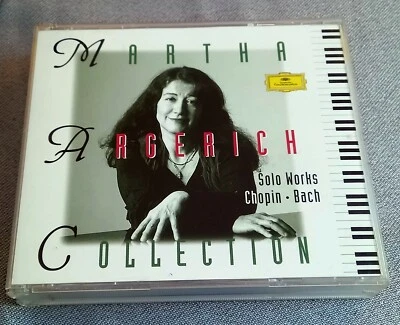 MARTHA
ARGERICH
Solo Works
Chopin · Bach
COLLECTION